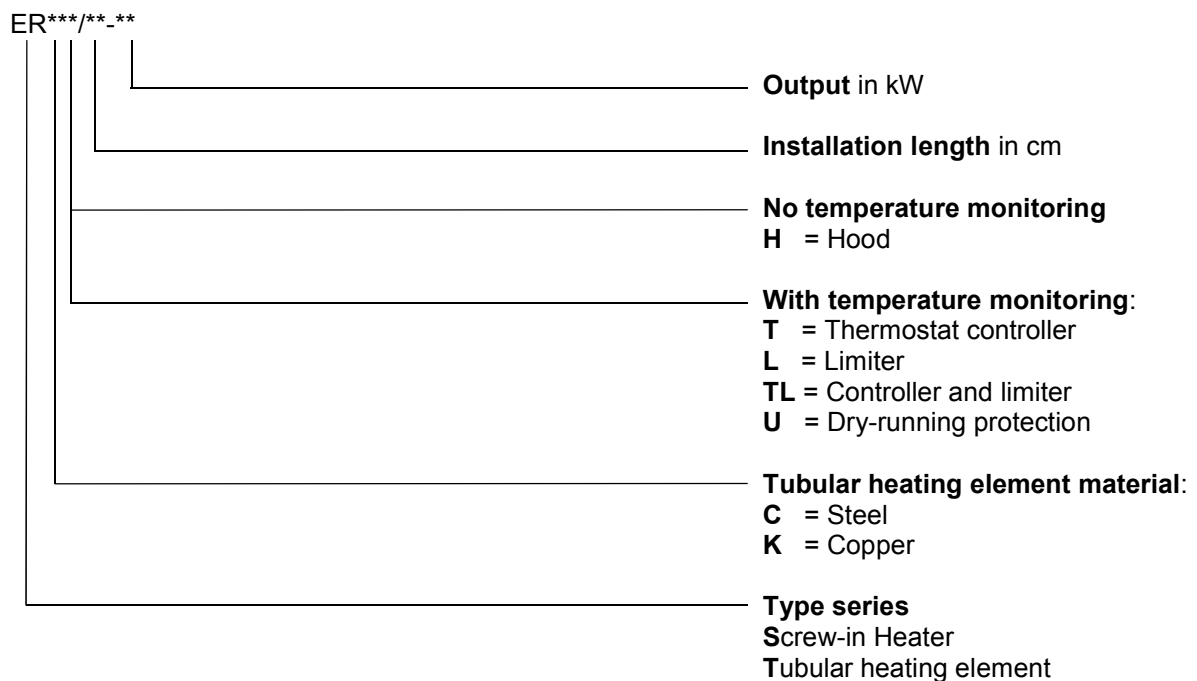 ER***/**-**
Output in kW
Installation length in cm
No temperature monitoring
H = Hood
With temperature monitoring:
T = Thermostat controller
L = Limiter
TL = Controller and limiter
U = Dry-running protection
Tubular heating element material:
C = Steel
K = Copper
Type series
Screw-in Heater
Tubular heating element